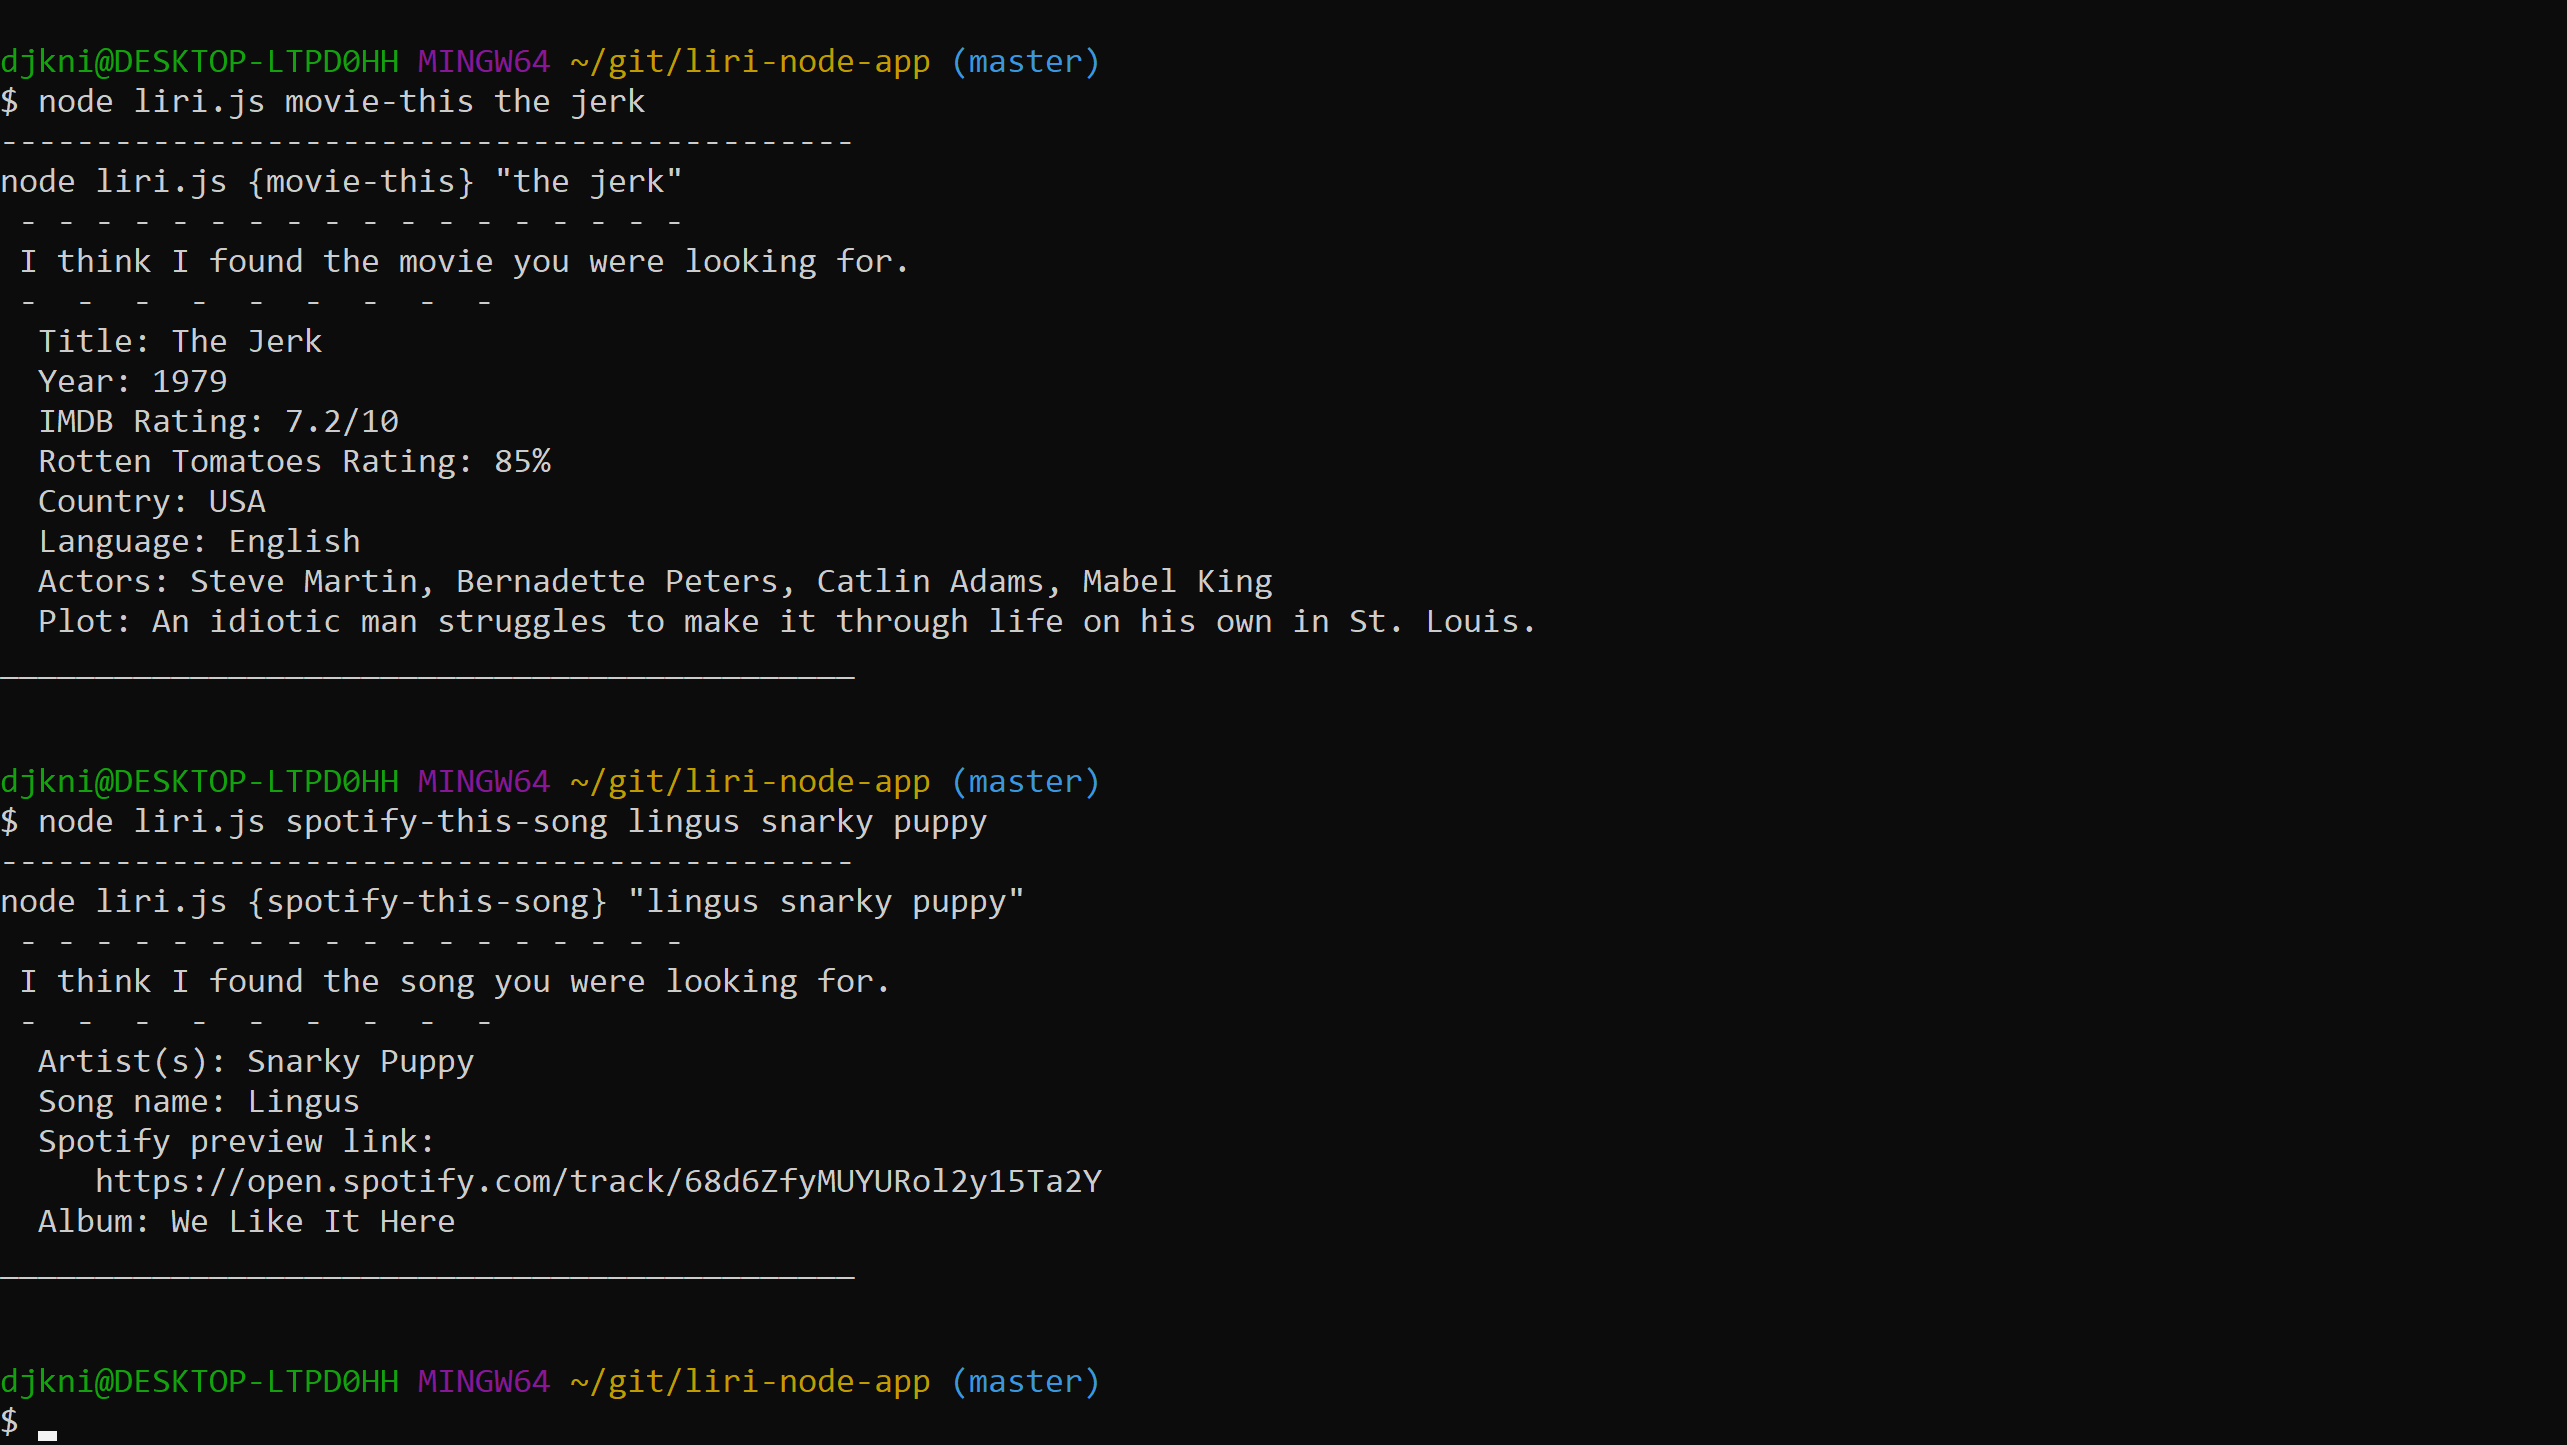 djkni@DESKTOP-LTPD0HH MINGW64 ~/git/liri-node-app (master)
$ node liri.js movie-this the jerk
---------------------------------------------
node liri.js {movie-this} "the jerk"
 - - - - - - - - - - - - - - - - - -
 I think I found the movie you were looking for.
 -  -  -  -  -  -  -  -  -
  Title: The Jerk
  Year: 1979
  IMDB Rating: 7.2/10
  Rotten Tomatoes Rating: 85%
  Country: USA
  Language: English
  Actors: Steve Martin, Bernadette Peters, Catlin Adams, Mabel King
  Plot: An idiotic man struggles to make it through life on his own in St. Louis.
_____________________________________________
djkni@DESKTOP-LTPD0HH MINGW64 ~/git/liri-node-app (master)
$ node liri.js spotify-this-song lingus snarky puppy
---------------------------------------------
node liri.js {spotify-this-song} "lingus snarky puppy"
 - - - - - - - - - - - - - - - - - -
 I think I found the song you were looking for.
 -  -  -  -  -  -  -  -  -
  Artist(s): Snarky Puppy
  Song name: Lingus
  Spotify preview link:
     https://open.spotify.com/track/68d6ZfyMUYURol2y15Ta2Y
  Album: We Like It Here
_____________________________________________
djkni@DESKTOP-LTPD0HH MINGW64 ~/git/liri-node-app (master)
$